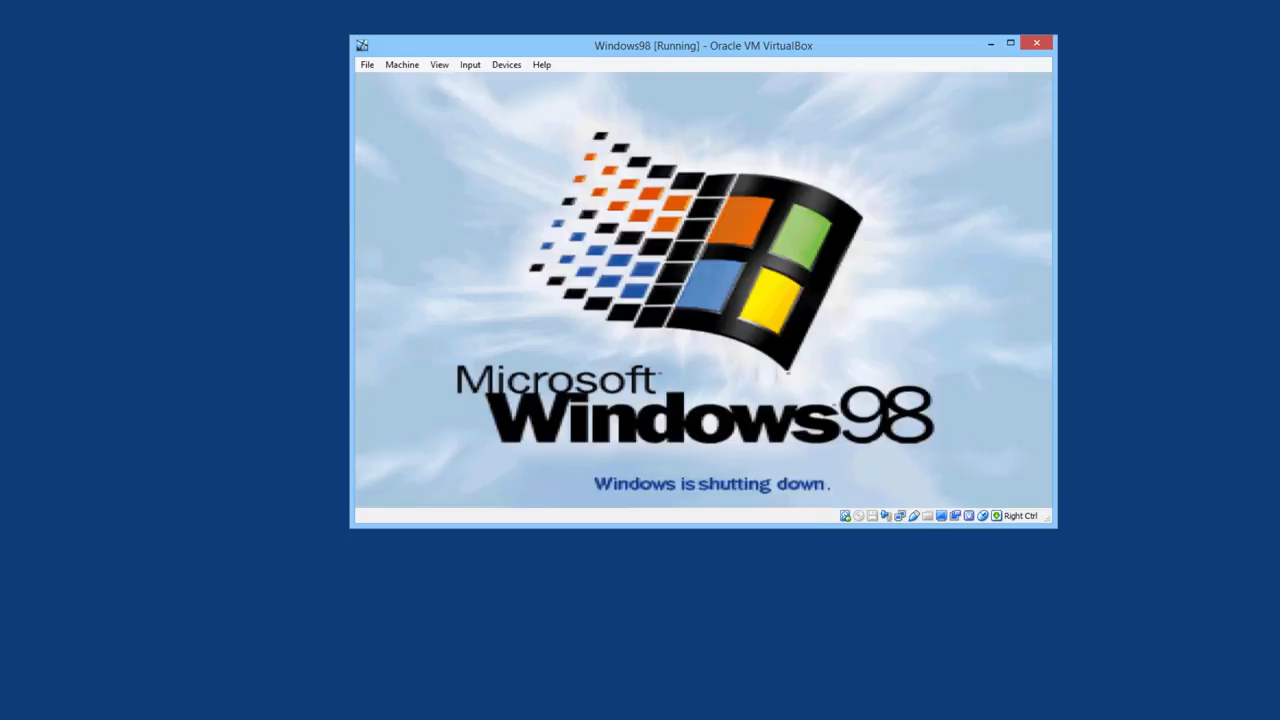 Windows98 [Running] - Oracle VM VirtualBox
File Machine View Input Devices Help
Microsoft
Windows98
Windows is shutting down.
Right Ctrl